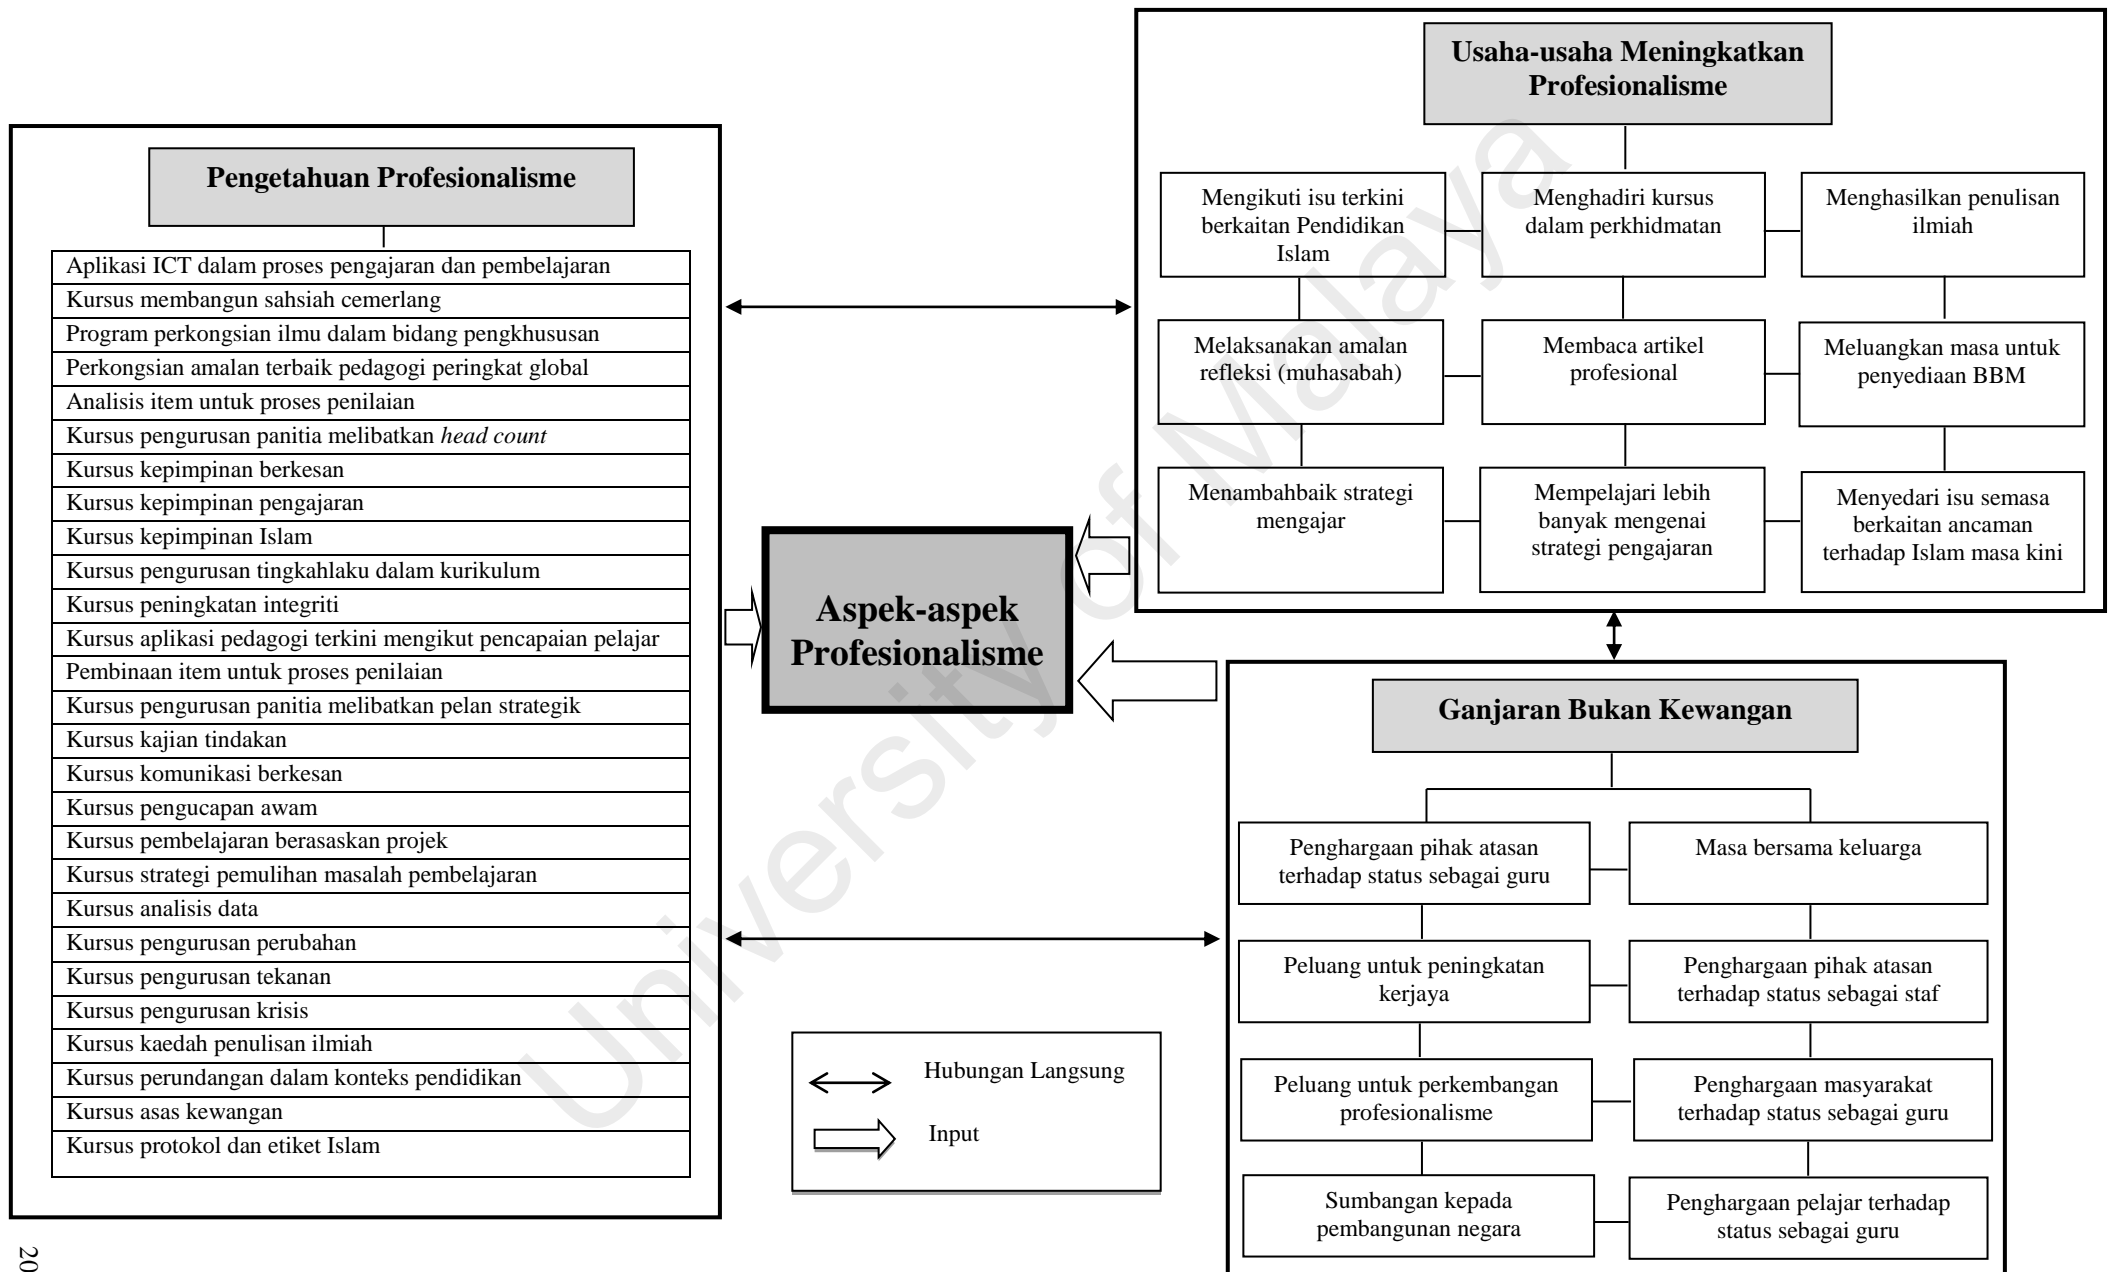 Usaha-usaha Meningkatkan
Profesionalisme
Mengikuti isu terkini
berkaitan Pendidikan
Islam
Menghadiri kursus
dalam perkhidmatan
Menghasilkan penulisan
ilmiah
Melaksanakan amalan
refleksi (muhasabah)
Membaca artikel
profesional
Meluangkan masa untuk
penyediaan BBM
Menambahbaik strategi
mengajar
Mempelajari lebih
banyak mengenai
strategi pengajaran
Menyedari isu semasa
berkaitan ancaman
terhadap Islam masa kini
Pengetahuan Profesionalisme
Aplikasi ICT dalam proses pengajaran dan pembelajaran
Kursus membangun sahsiah cemerlang
Program perkongsian ilmu dalam bidang pengkhususan
Perkongsian amalan terbaik pedagogi peringkat global
Analisis item untuk proses penilaian
Kursus pengurusan panitia melibatkan head count
Kursus kepimpinan berkesan
Kursus kepimpinan pengajaran
Kursus kepimpinan Islam
Kursus pengurusan tingkahlaku dalam kurikulum
Kursus peningkatan integriti
Kursus aplikasi pedagogi terkini mengikut pencapaian pelajar
Pembinaan item untuk proses penilaian
Kursus pengurusan panitia melibatkan pelan strategik
Kursus kajian tindakan
Kursus komunikasi berkesan
Kursus pengucapan awam
Kursus pembelajaran berasaskan projek
Kursus strategi pemulihan masalah pembelajaran
Kursus analisis data
Kursus pengurusan perubahan
Kursus pengurusan tekanan
Kursus pengurusan krisis
Kursus kaedah penulisan ilmiah
Kursus perundangan dalam konteks pendidikan
Kursus asas kewangan
Kursus protokol dan etiket Islam
Aspek-aspek
Profesionalisme
Ganjaran Bukan Kewangan
Penghargaan pihak atasan
terhadap status sebagai guru
Masa bersama keluarga
Peluang untuk peningkatan
kerjaya
Penghargaan pihak atasan
terhadap status sebagai staf
Peluang untuk perkembangan
profesionalisme
Penghargaan masyarakat
terhadap status sebagai guru
Sumbangan kepada
pembangunan negara
Penghargaan pelajar terhadap
status sebagai guru
Hubungan Langsung
Input
University of Malaya
20